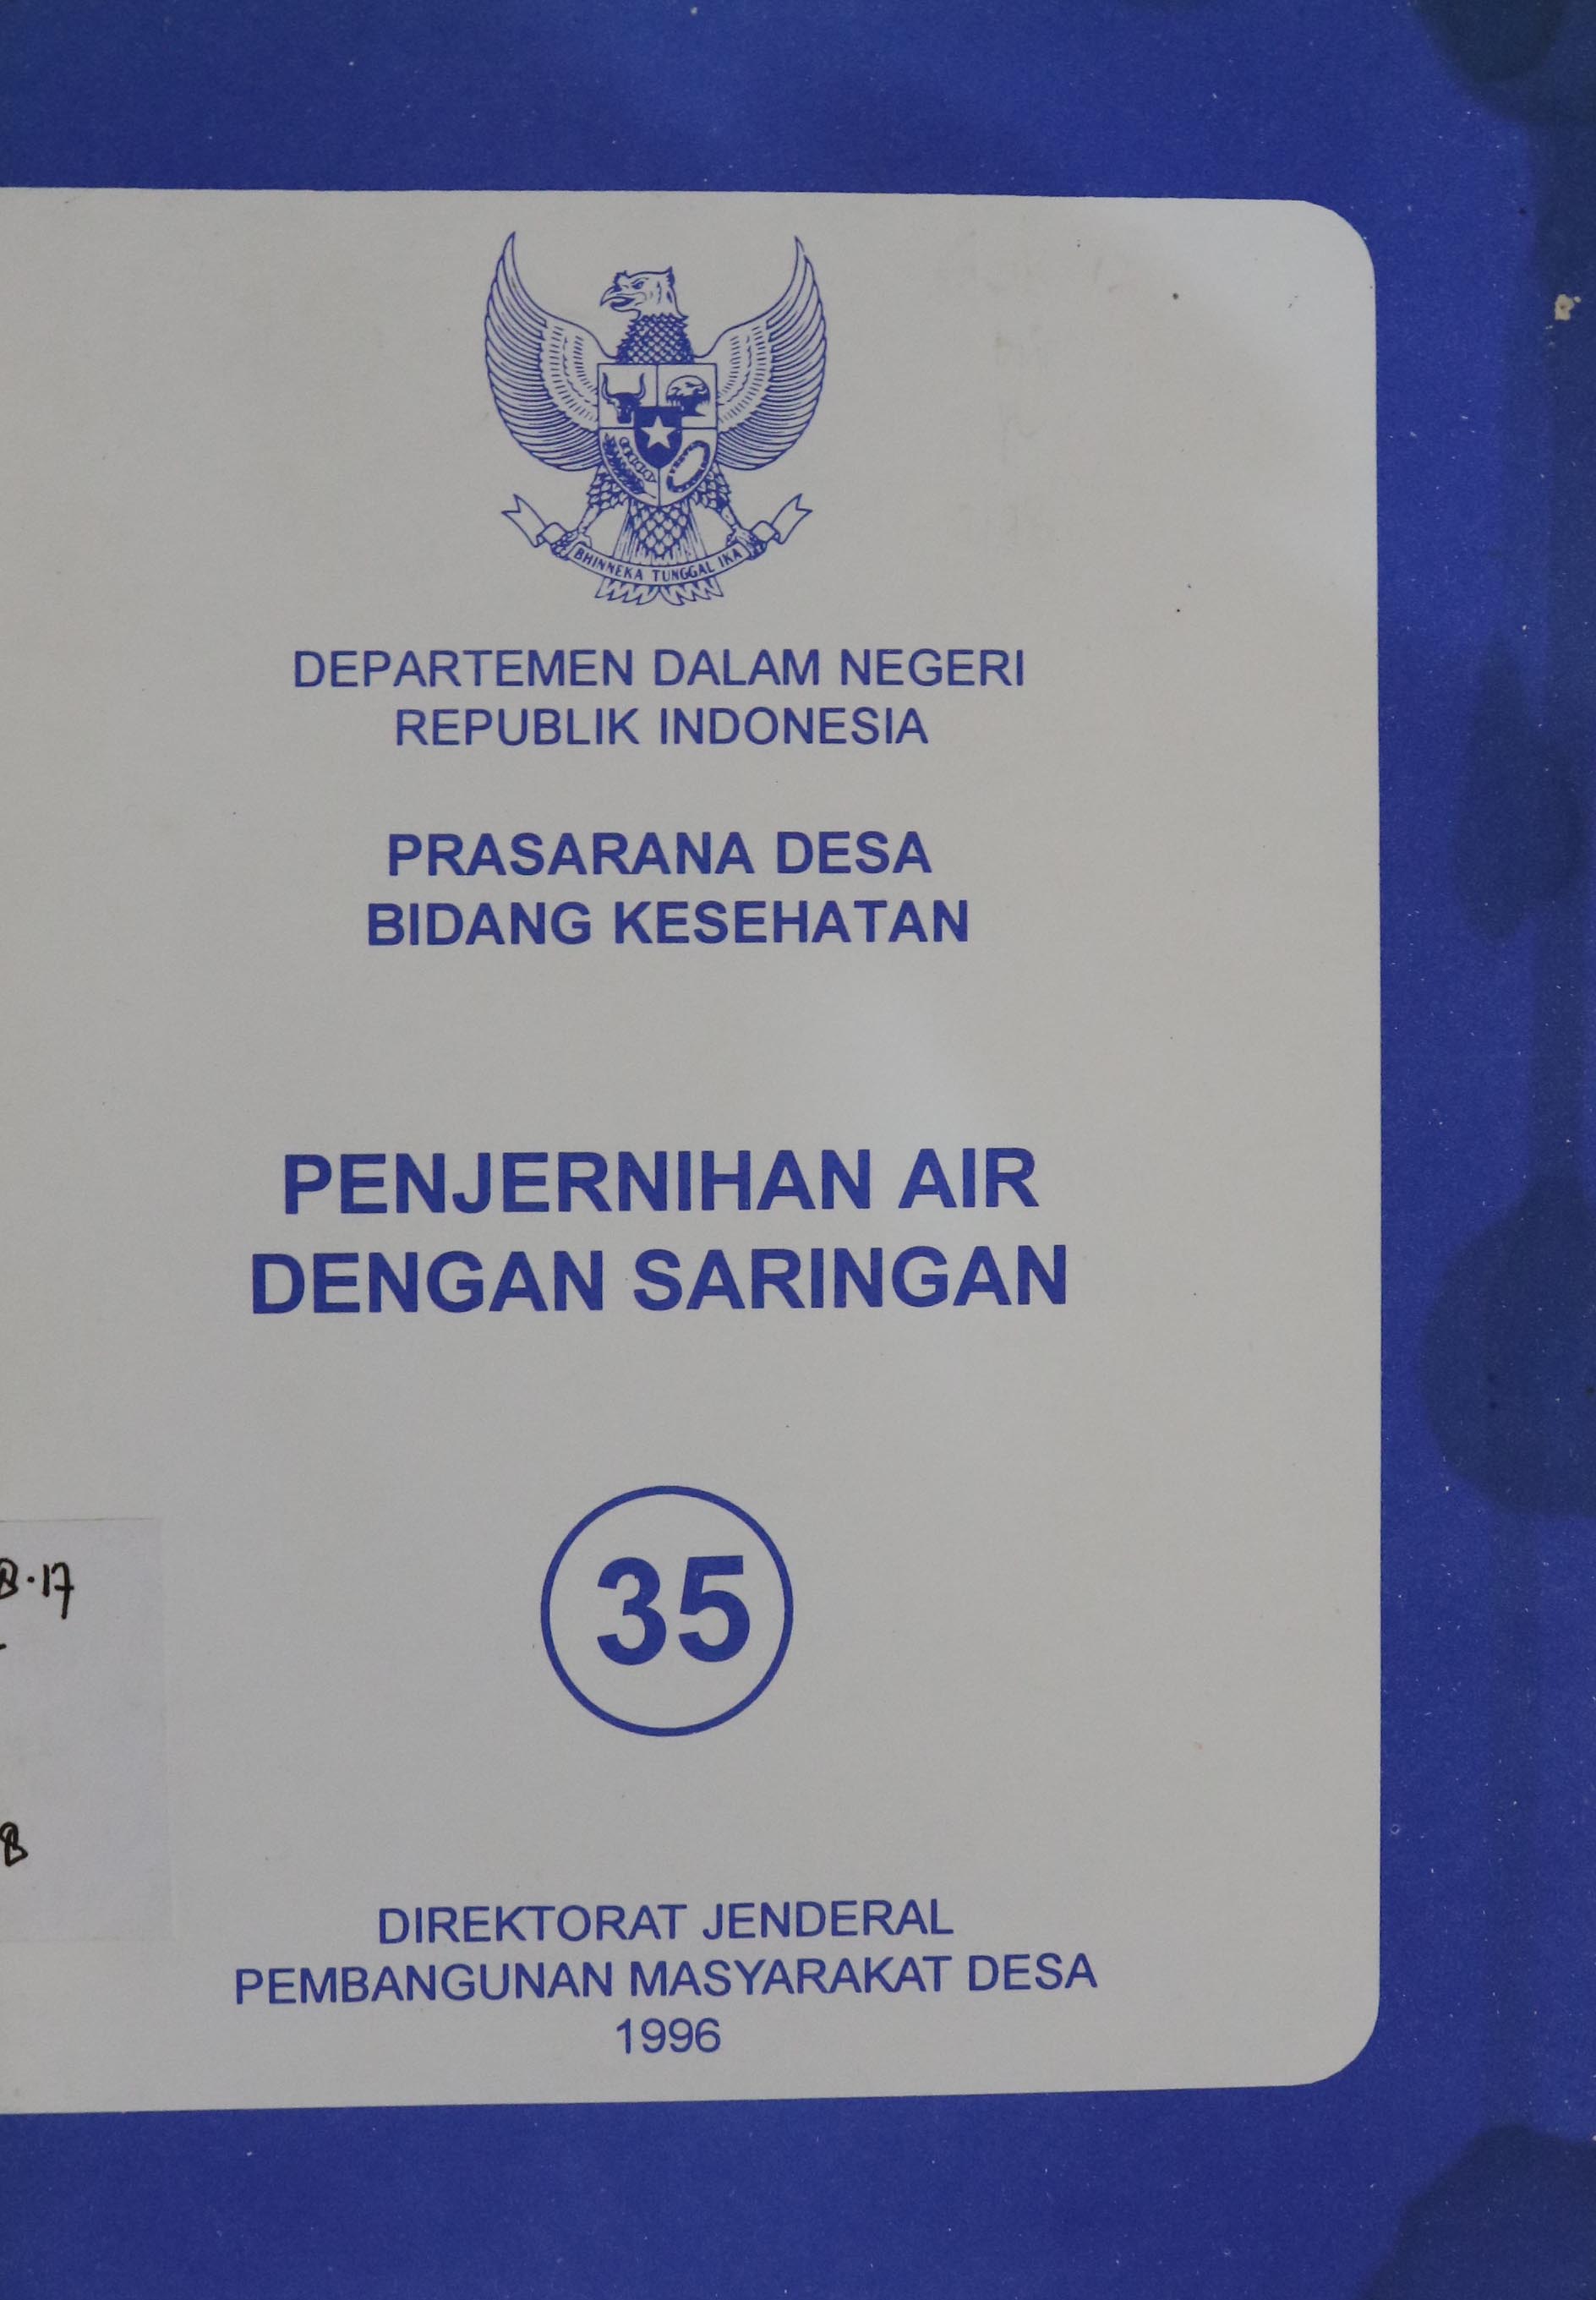 BHINNEKA TUNGGAL IKA
DEPARTEMEN DALAM NEGERI
REPUBLIK INDONESIA
PRASARANA DESA
BIDANG KESEHATAN
PENJERNIHAN AIR
DENGAN SARINGAN
35
B.17
B
DIREKTORAT JENDERAL
PEMBANGUNAN MASYARAKAT DESA
1996